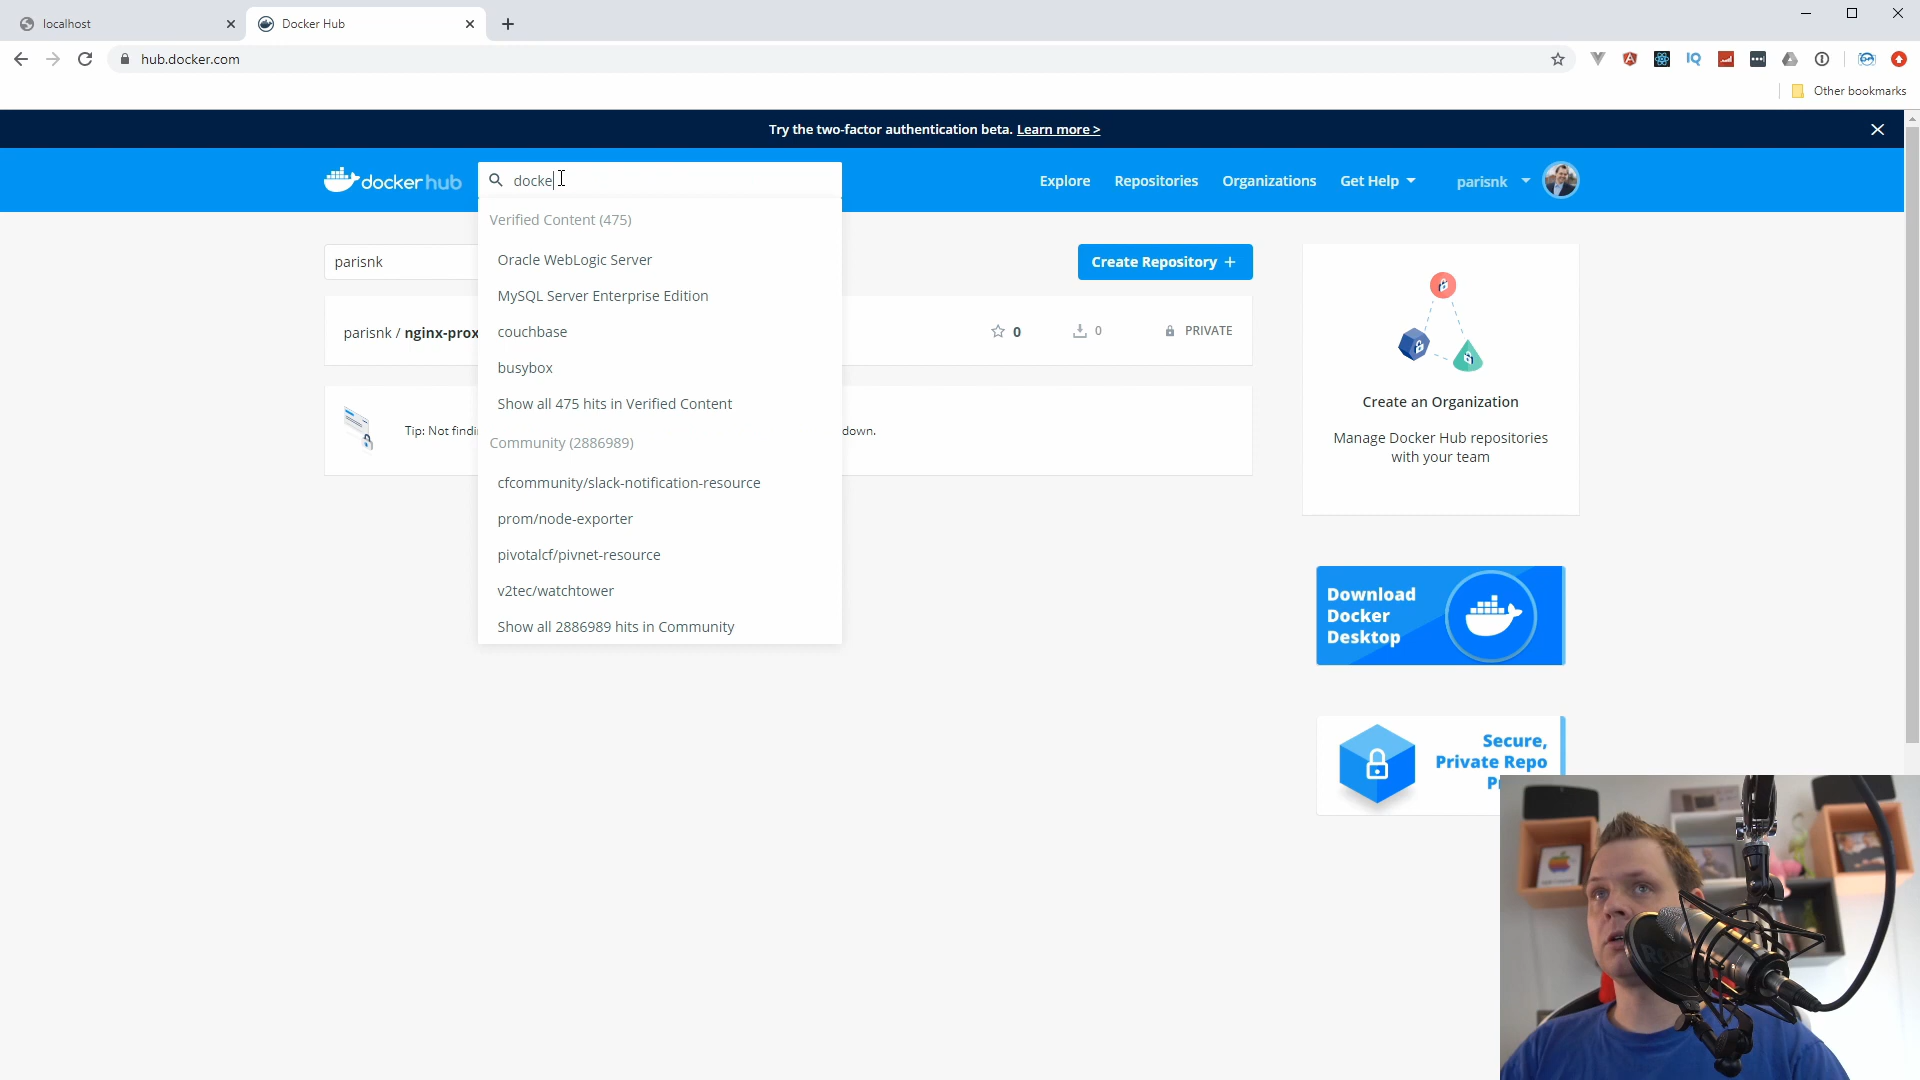 localhost
Docker Hub
hub.docker.com
IQ
Other bookmarks
Try the two-factor authentication beta. Learn more >
docker hub
docke
Explore
Repositories
Organizations
Get Help
parisnk
Verified Content (475)
Oracle WebLogic Server
MySQL Server Enterprise Edition
couchbase
busybox
Show all 475 hits in Verified Content
Community (2886989)
cfcommunity/slack-notification-resource
prom/node-exporter
pivotalcf/pivnet-resource
v2tec/watchtower
Show all 2886989 hits in Community
parisnk
Create Repository +
parisnk / nginx-prox
0
0
PRIVATE
Tip: Not findi
down.
Create an Organization
Manage Docker Hub repositories
with your team
Download
Docker
Desktop
Secure,
Private Repo